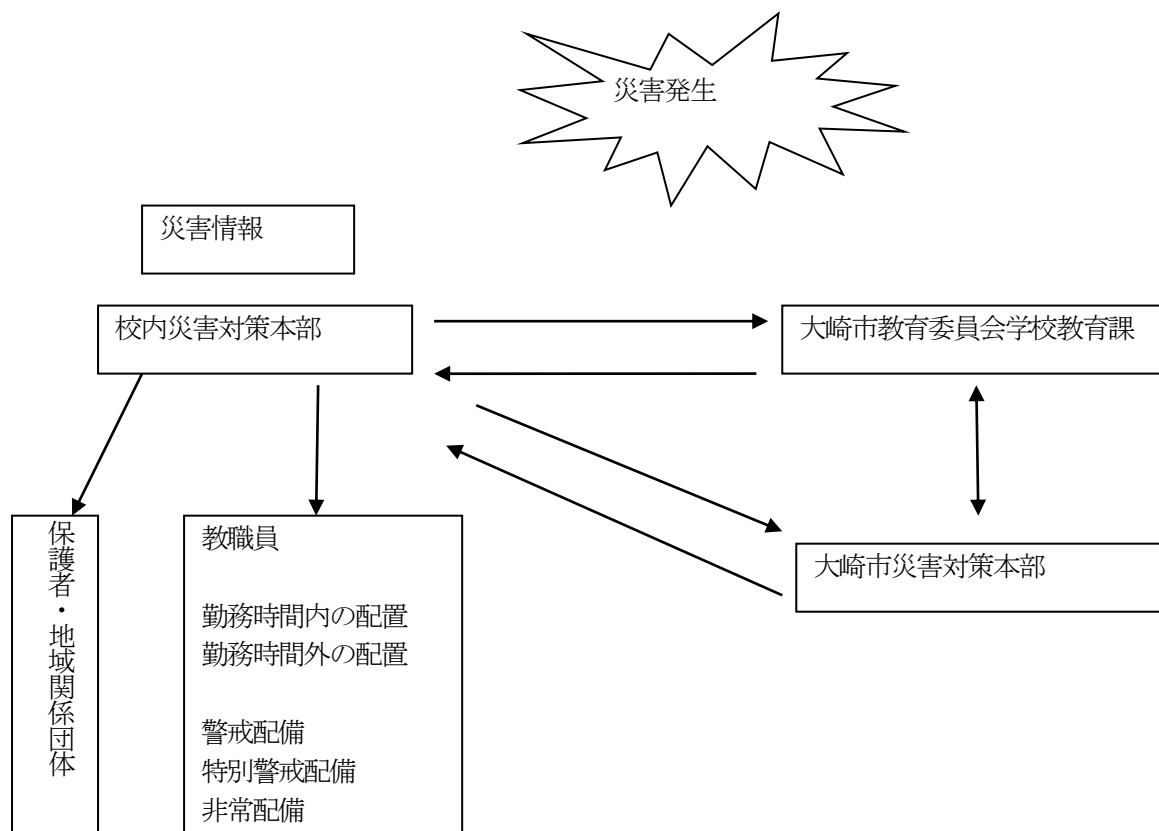 災害発生
災害情報
校内災害対策本部
大崎市教育委員会学校教育課
大崎市災害対策本部
保護者・地域関係団体
教職員
勤務時間内の配置
勤務時間外の配置
警戒配備
特別警戒配備
非常配備